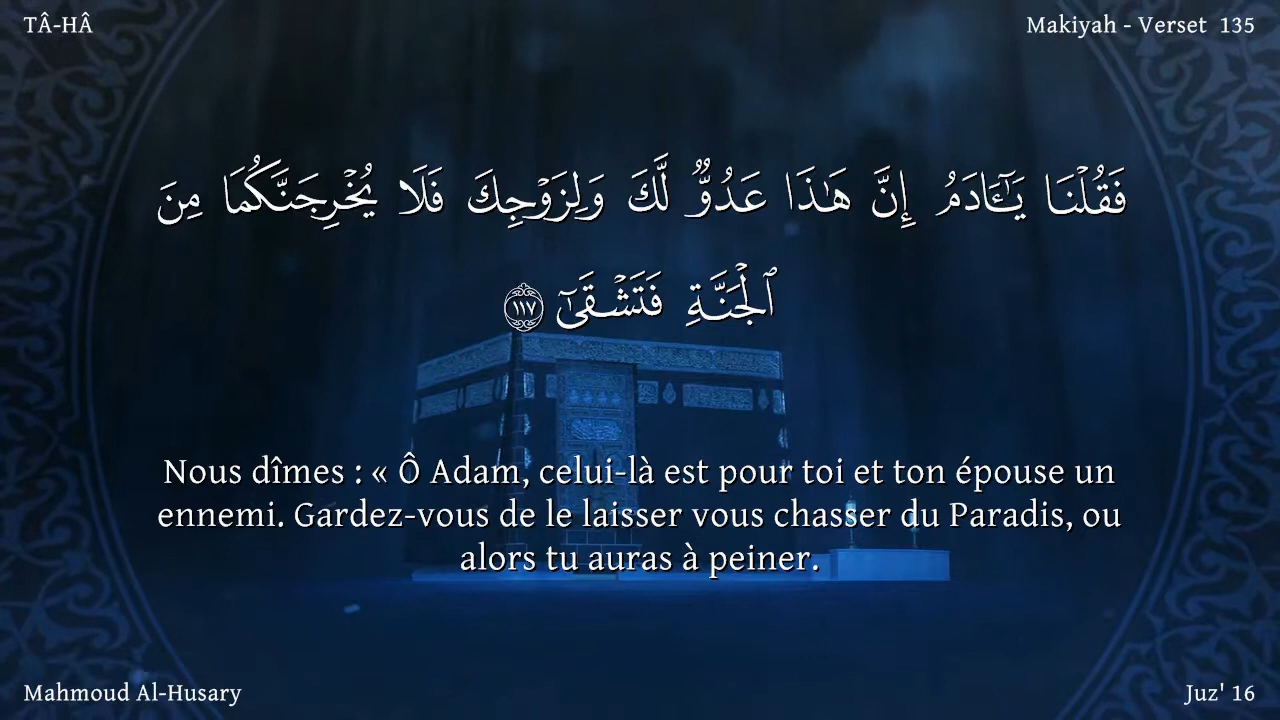 TÂ-HÂ
Makiyah - Verset 135
فَقُلْنَا يَـٰٓـَٔادَمُ إِنَّ هَـٰذَا عَدُوٌّ لَّكَ وَلِزَوْجِكَ فَلَا يُخْرِجَنَّكُمَا مِنَ
ٱلْجَنَّةِ فَتَشْقَىٰٓ ١١٧
Nous dîmes : « Ô Adam, celui-là est pour toi et ton épouse un
ennemi. Gardez-vous de le laisser vous chasser du Paradis, ou
alors tu auras à peiner.
Mahmoud Al-Husary
Juz' 16